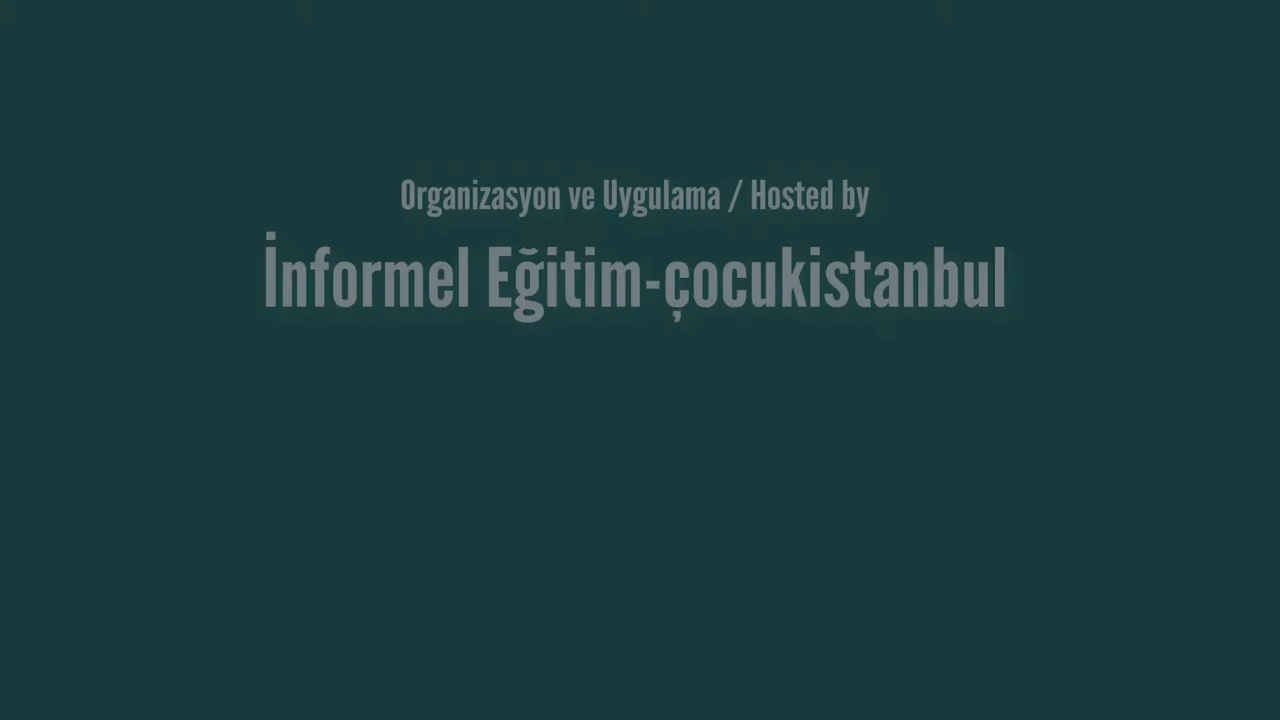 Organizasyon ve Uygulama / Hosted by
İnformel Eğitim-çocukistanbul